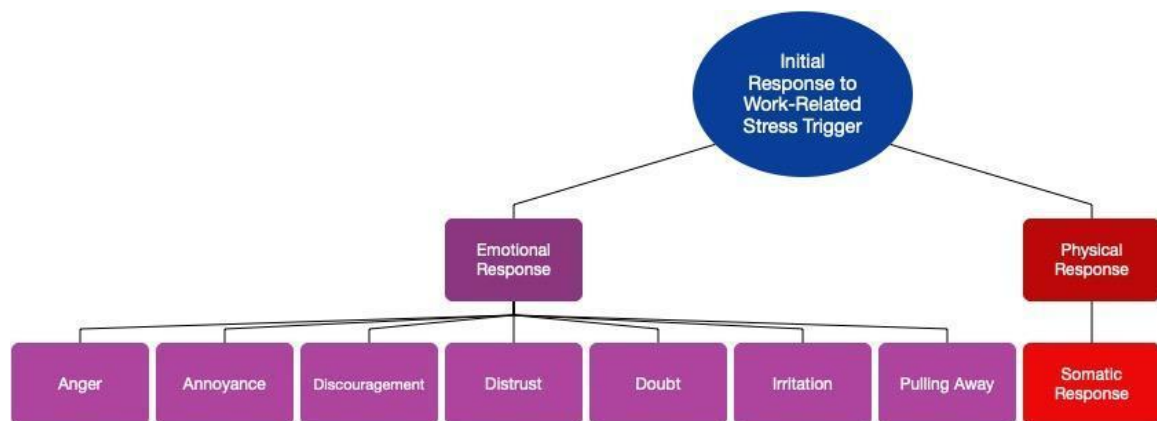 Initial
Response to
Work-Related
Stress Trigger
Emotional
Response
Physical
Response
Anger
Annoyance
Discouragement
Distrust
Doubt
Irritation
Pulling Away
Somatic
Response